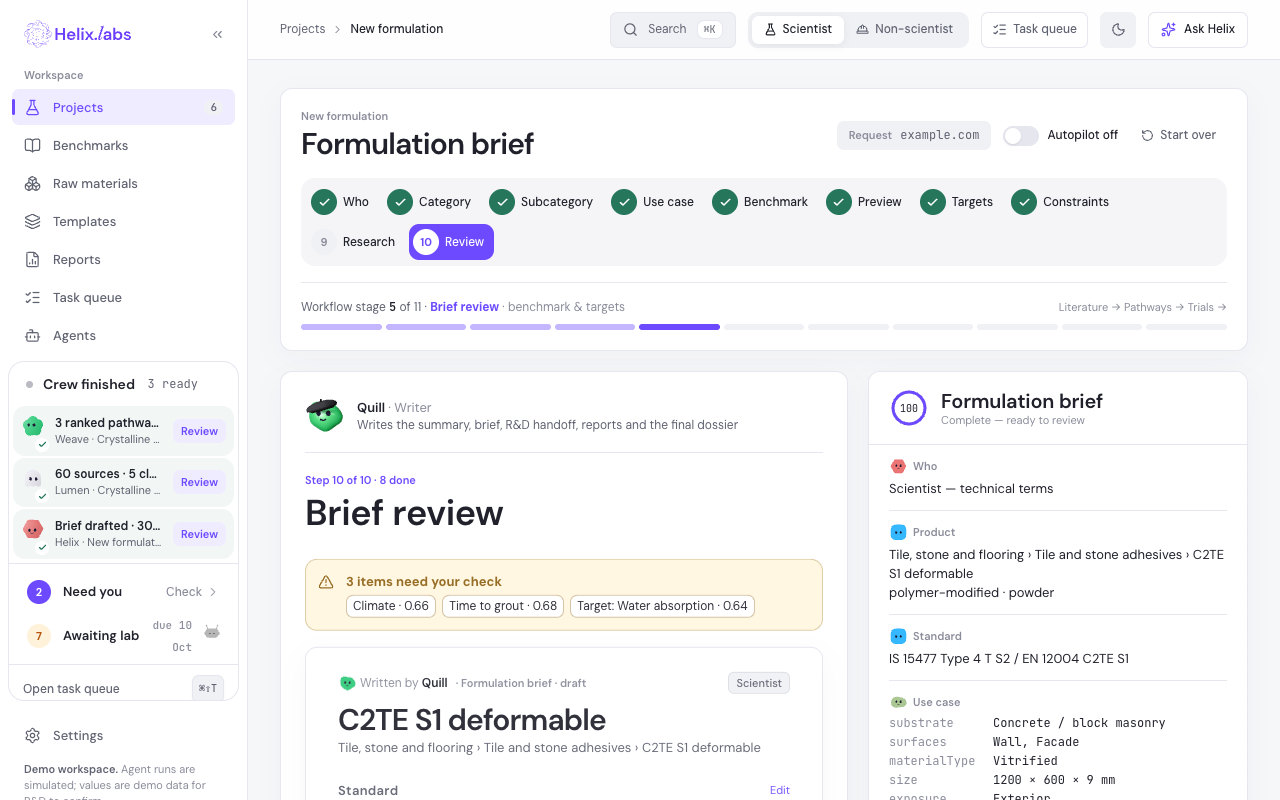 Helix.labs
Workspace
Projects 6
Benchmarks
Raw materials
Templates
Reports
Task queue
Agents
Crew finished 3 ready
3 ranked pathwa... Review
Weave · Crystalline ...
60 sources · 5 cl... Review
Lumen · Crystalline ...
Brief drafted · 30... Review
Helix · New formulat...
2 Need you Check
7 Awaiting lab due 10 Oct
Open task queue ⌘⇧T
Settings
Demo workspace. Agent runs are
simulated; values are demo data for
Projects > New formulation
Search ⌘K
Scientist Non-scientist
Task queue
Ask Helix
New formulation
Formulation brief
Request example.com
Autopilot off
Start over
Who Category Subcategory Use case Benchmark Preview Targets Constraints
9 Research 10 Review
Workflow stage 5 of 11 · Brief review · benchmark & targets
Literature → Pathways → Trials →
Quill · Writer
Writes the summary, brief, R&D handoff, reports and the final dossier
Step 10 of 10 · 8 done
Brief review
3 items need your check
Climate · 0.66 Time to grout · 0.68 Target: Water absorption · 0.64
Written by Quill · Formulation brief · draft Scientist
C2TE S1 deformable
Tile, stone and flooring › Tile and stone adhesives › C2TE S1 deformable
Standard Edit
100
Formulation brief
Complete — ready to review
Who
Scientist — technical terms
Product
Tile, stone and flooring › Tile and stone adhesives › C2TE
S1 deformable
polymer-modified · powder
Standard
IS 15477 Type 4 T S2 / EN 12004 C2TE S1
Use case
substrate Concrete / block masonry
surfaces Wall, Facade
materialType Vitrified
size 1200 × 600 × 9 mm
exposure Exterior